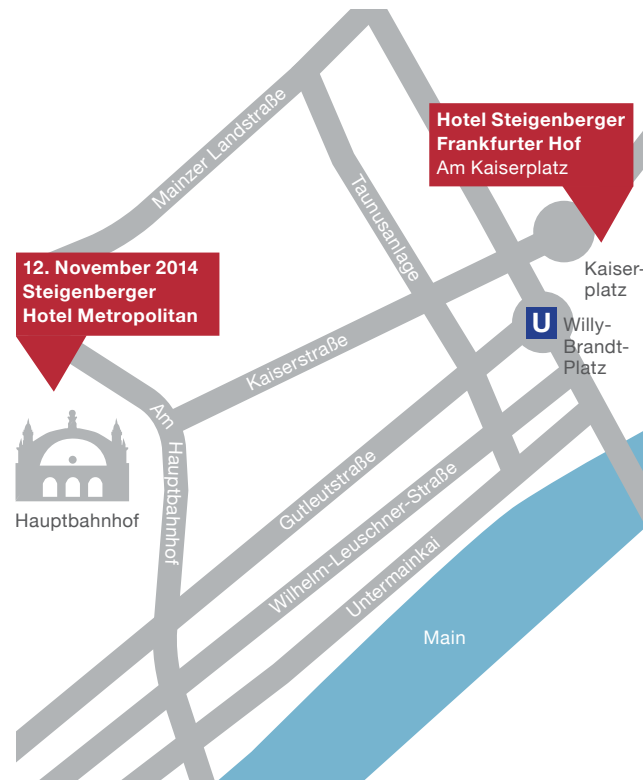 Hotel Steigenberger
Frankfurter Hof
Am Kaiserplatz
Mainzer Landstraße
Taunusanlage
12. November 2014
Steigenberger
Hotel Metropolitan
Kaiser-
platz
U
Willy-
Brandt-
Platz
Kaiserstraße
Am
Hauptbahnhof
Hauptbahnhof
Gutleutstraße
Wilhelm-Leuschner-Straße
Untermainkai
Main